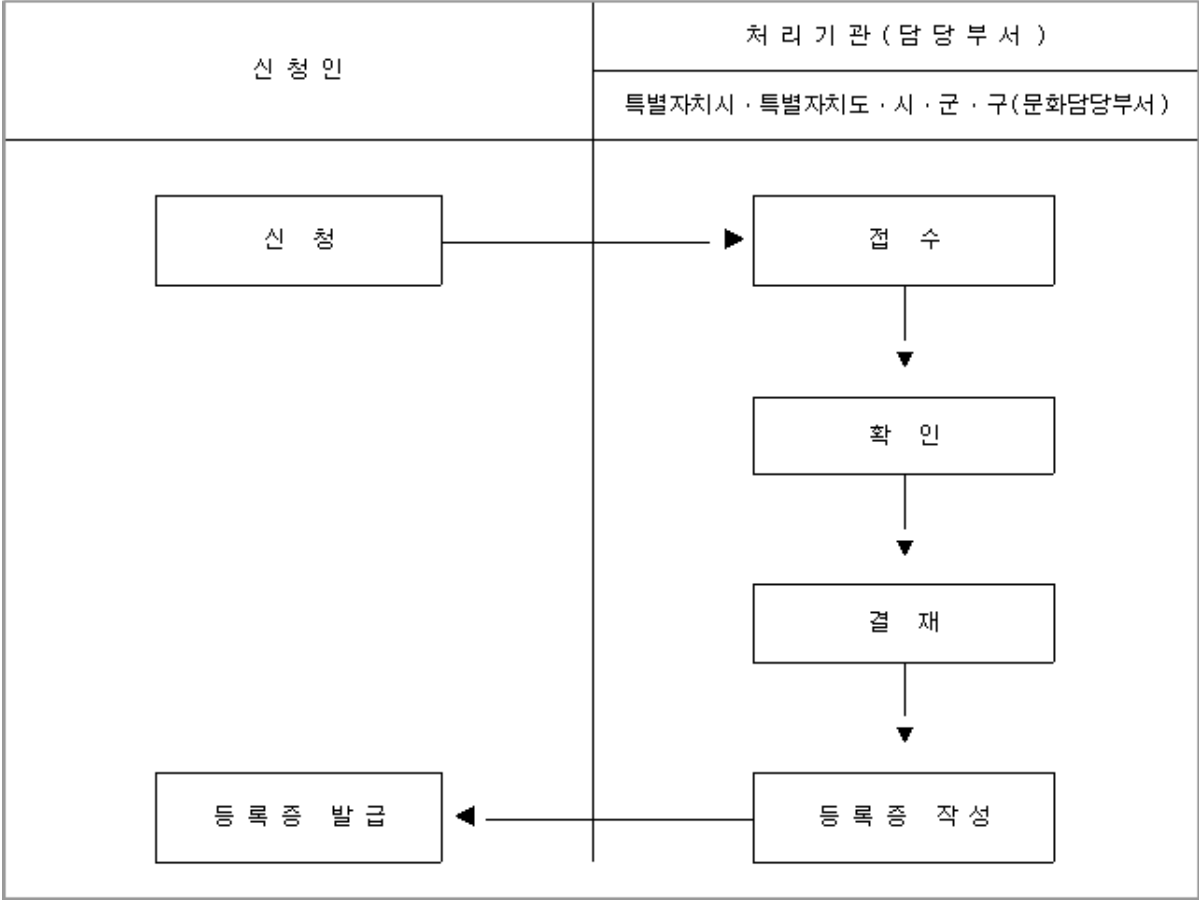 신 청 인
처 리 기 관 ( 담 당 부 서 )
특별자치시 · 특별자치도 · 시 · 군 · 구(문화담당부서)
신 청
접 수
확 인
결 재
등 록 증 발 급
등 록 증 작 성